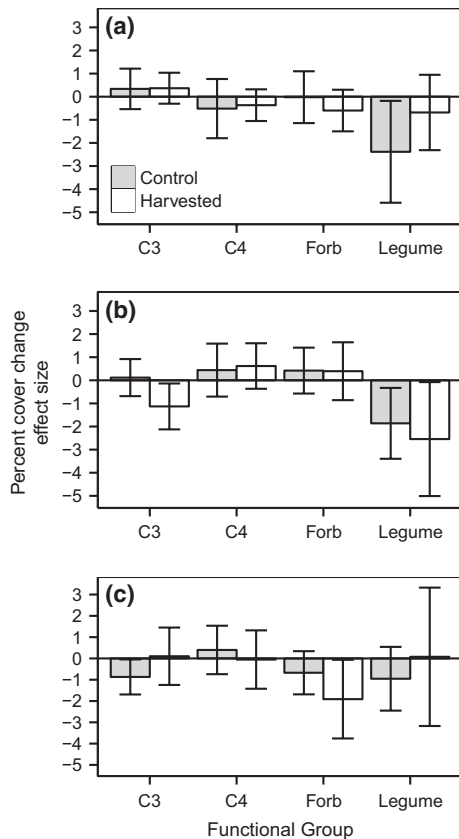 (a)
3
2
1
0
−1
−2
−3
−4
−5
Control
Harvested
C3 C4 Forb Legume
(b)
3
2
1
0
−1
−2
−3
−4
−5
C3 C4 Forb Legume
Percent cover change
effect size
(c)
3
2
1
0
−1
−2
−3
−4
−5
C3 C4 Forb Legume
Functional Group